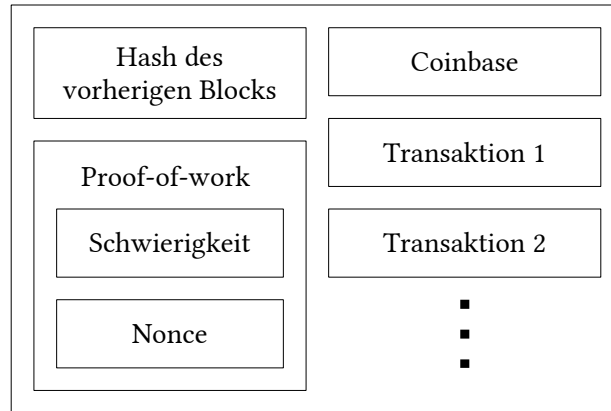 Hash des
vorherigen Blocks
Proof-of-work
Schwierigkeit
Nonce
Coinbase
Transaktion 1
Transaktion 2